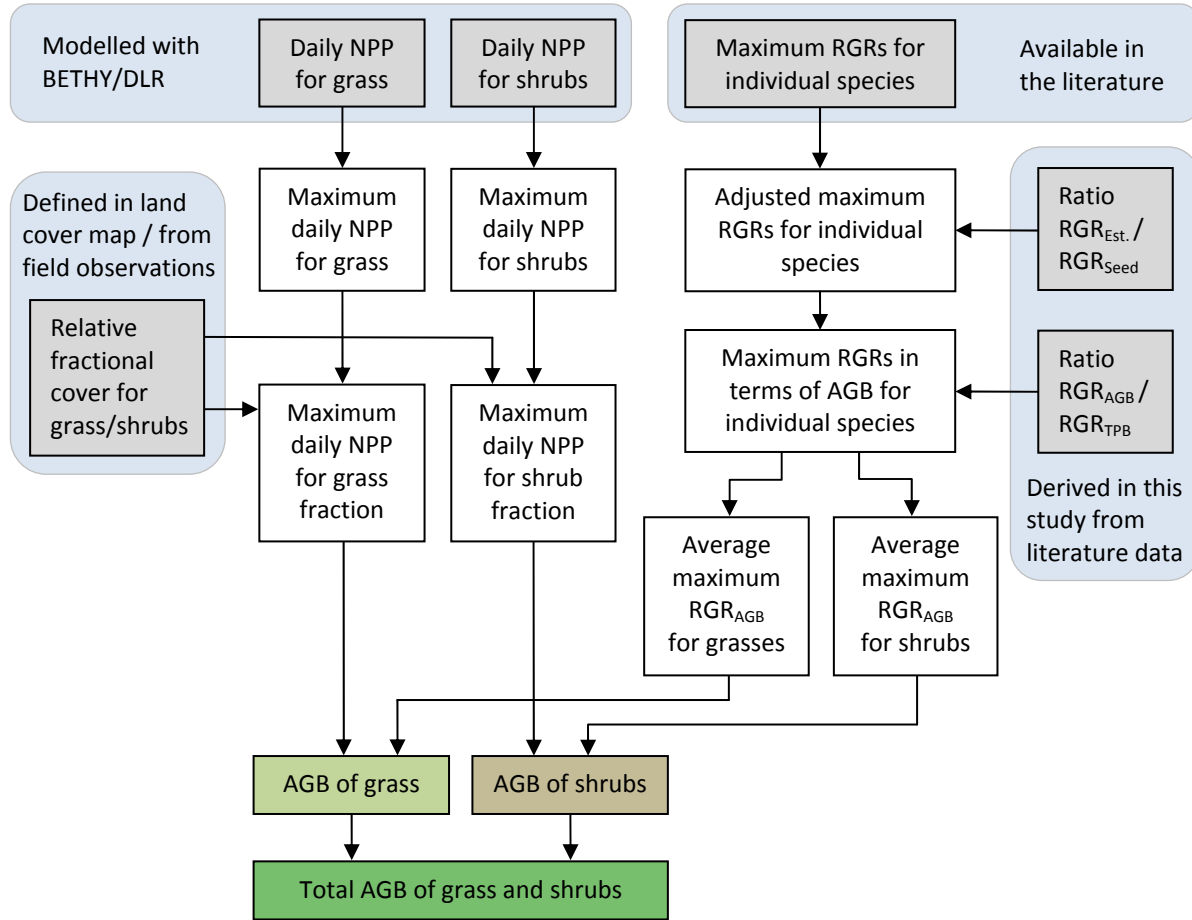 Modelled with
BETHY/DLR
Daily NPP
for grass
Daily NPP
for shrubs
Maximum RGRs for
individual species
Available in
the literature
Defined in land
cover map / from
field observations
Maximum
daily NPP
for grass
Maximum
daily NPP
for shrubs
Adjusted maximum
RGRs for individual
species
Ratio
RGREst. /
RGRSeed
Relative
fractional
cover for
grass/shrubs
Maximum
daily NPP
for grass
fraction
Maximum
daily NPP
for shrub
fraction
Maximum RGRs in
terms of AGB for
individual species
Ratio
RGRAGB /
RGRTPB
Derived in this
study from
literature data
Average
maximum
RGRAGB
for grasses
Average
maximum
RGRAGB
for shrubs
AGB of grass
AGB of shrubs
Total AGB of grass and shrubs